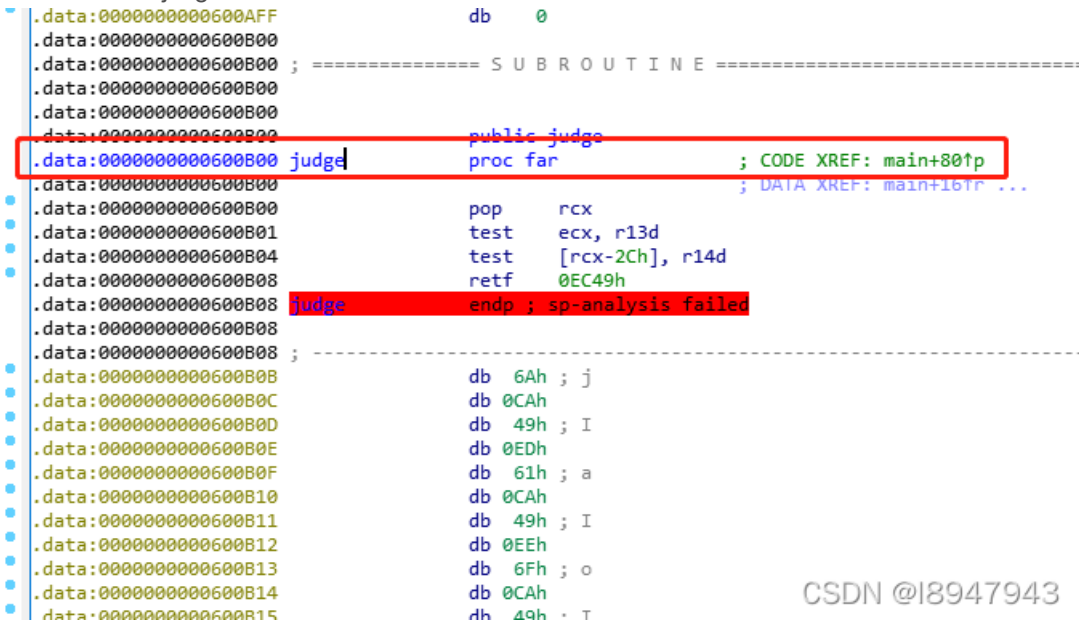 .data:0000000000600AFF db 0
.data:0000000000600B00
.data:0000000000600B00 ; =============== S U B R O U T I N E =================================
.data:0000000000600B00
.data:0000000000600B00
.data:0000000000600B00 public judge
.data:0000000000600B00 judge proc far ; CODE XREF: main+80↑p
.data:0000000000600B00 ; DATA XREF: main+16↑r ...
.data:0000000000600B00 pop rcx
.data:0000000000600B01 test ecx, r13d
.data:0000000000600B04 test [rcx-2Ch], r14d
.data:0000000000600B08 retf 0EC49h
.data:0000000000600B08 judge endp ; sp-analysis failed
.data:0000000000600B08
.data:0000000000600B08 ; ---------------------------------------------------------------------------
.data:0000000000600B0B db 6Ah ; j
.data:0000000000600B0C db 0CAh
.data:0000000000600B0D db 49h ; I
.data:0000000000600B0E db 0EDh
.data:0000000000600B0F db 61h ; a
.data:0000000000600B10 db 0CAh
.data:0000000000600B11 db 49h ; I
.data:0000000000600B12 db 0EEh
.data:0000000000600B13 db 6Fh ; o
.data:0000000000600B14 db 0CAh
.data:0000000000600B15 db 49h ; I
CSDN @l8947943